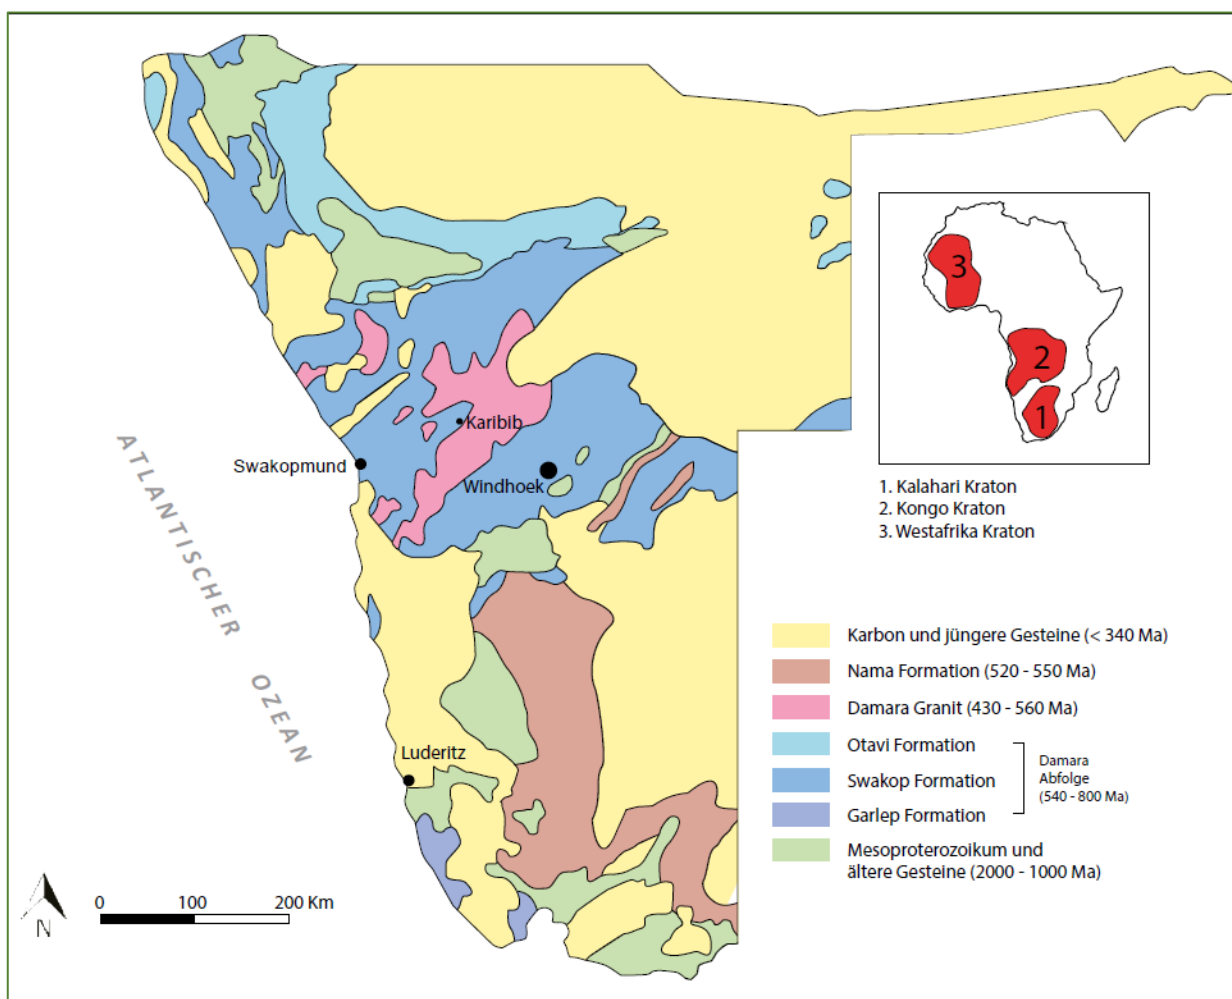 3
2
1
Karibib
Swakopmund
Windhoek
ATLANTISCHER OZEAN
1. Kalahari Kraton
2. Kongo Kraton
3. Westafrika Kraton
Karbon und jüngere Gesteine (< 340 Ma)
Nama Formation (520 - 550 Ma)
Damara Granit (430 - 560 Ma)
Luderitz
Otavi Formation
Swakop Formation
Garlep Formation
Damara
Abfolge
(540 - 800 Ma)
Mesoproterozoikum und
ältere Gesteine (2000 - 1000 Ma)
N
0 100 200 Km